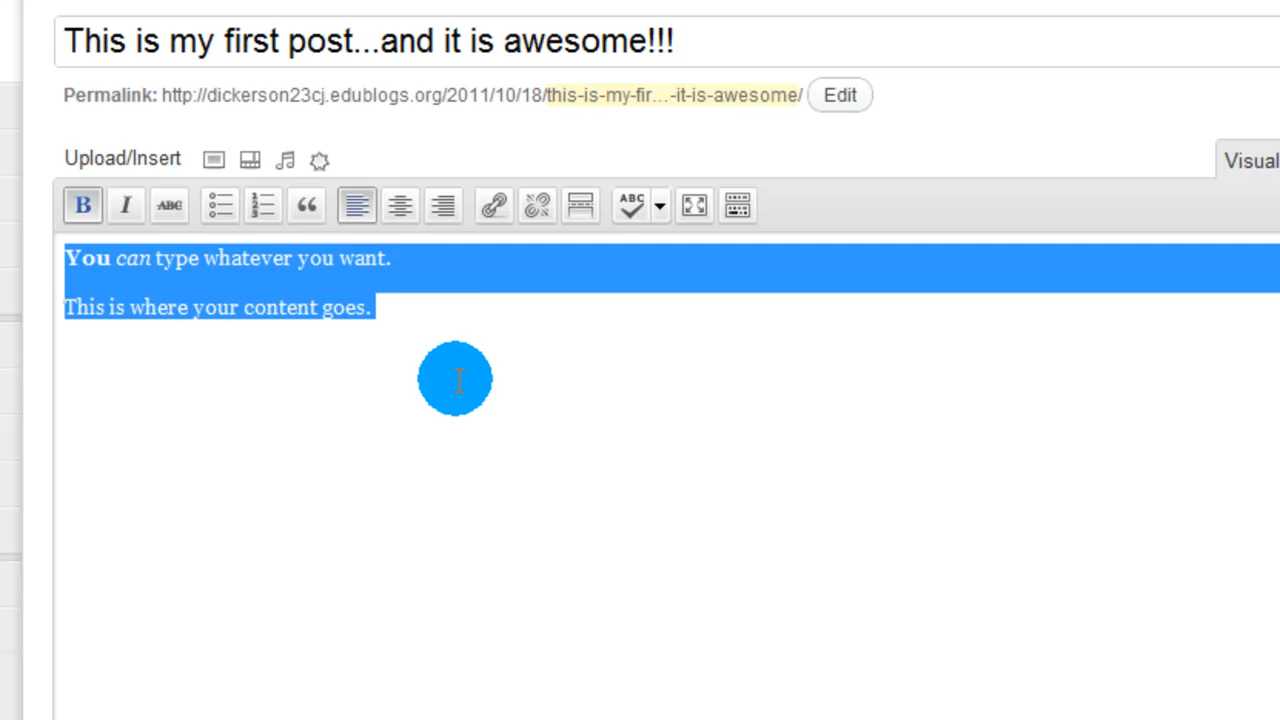 This is my first post...and it is awesome!!!
Permalink: http://dickerson23cj.edublogs.org/2011/10/18/this-is-my-fir...-it-is-awesome/ Edit
Upload/Insert
Visual
B I ABC ABC
You can type whatever you want.
This is where your content goes.